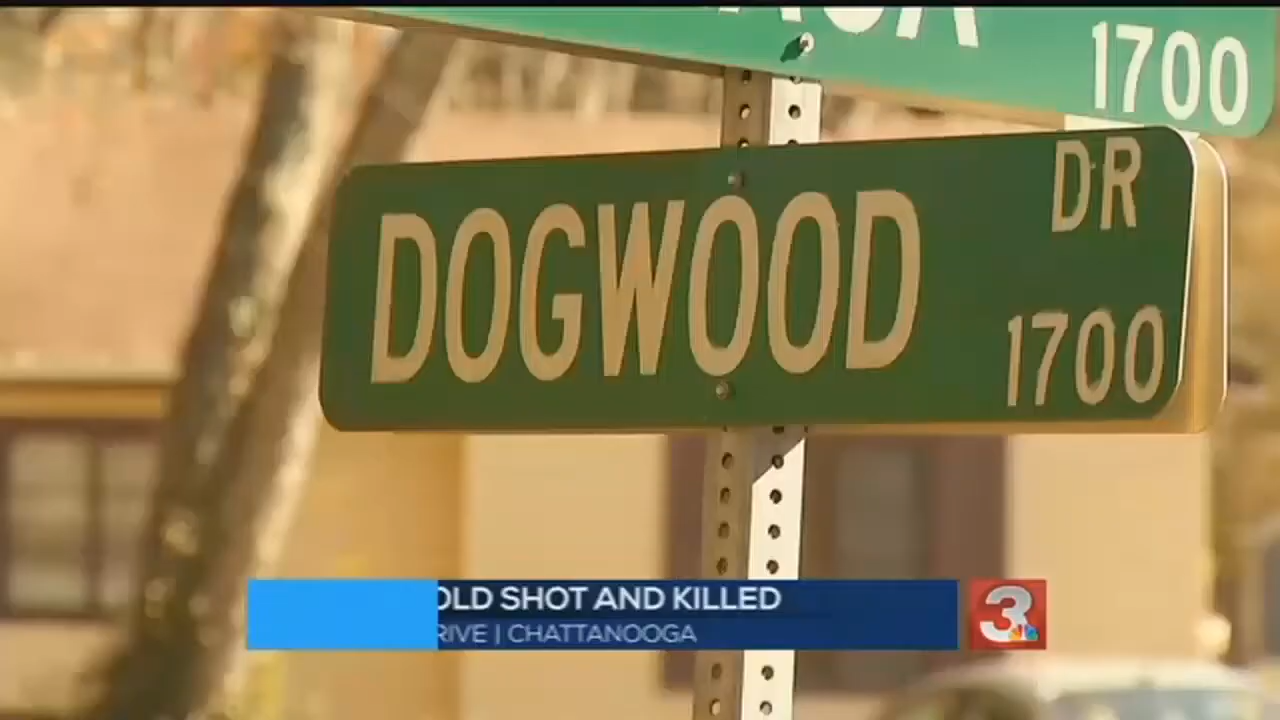 1700
DOGWOOD DR
1700
OLD SHOT AND KILLED
RIVE | CHATTANOOGA
3